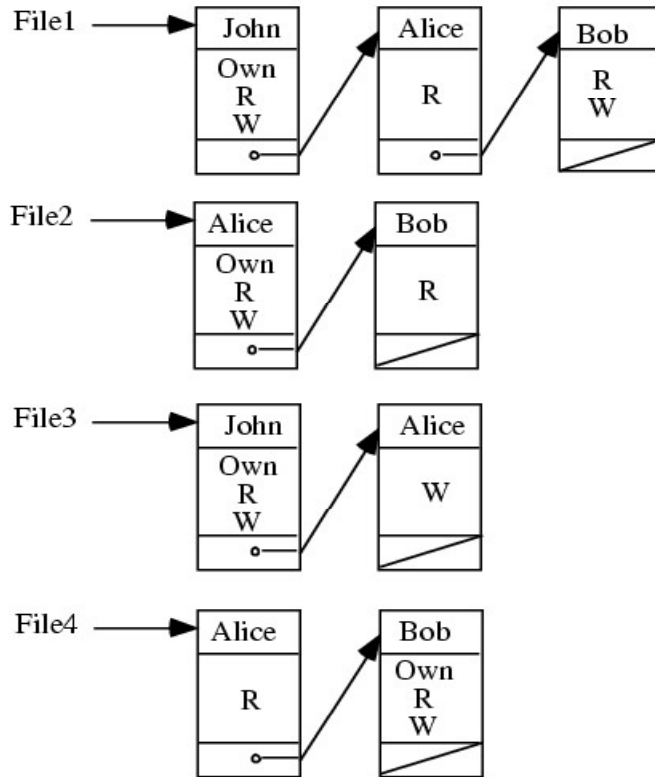 File1
John
Own
R
W
Alice
R
Bob
R
W
File2
Alice
Own
R
W
Bob
R
File3
John
Own
R
W
Alice
W
File4
Alice
R
Bob
Own
R
W